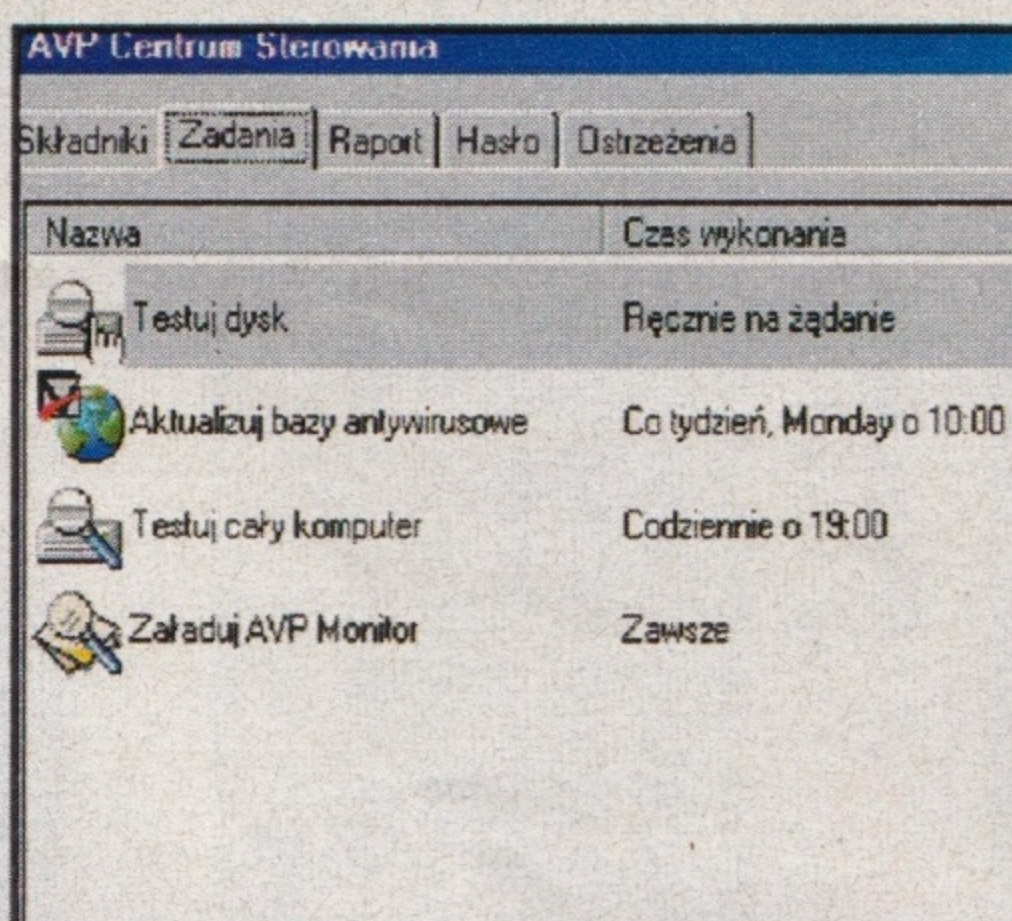 AVP Centrum Sterowania
Składniki Zadania Raport Hasło Ostrzeżenia
Nazwa Czas wykonania
Testuj dysk Ręcznie na żądanie
Aktualizuj bazy antywirusowe Co tydzień, Monday o 10:00
Testuj cały komputer Codziennie o 19:00
Załaduj AVP Monitor Zawsze